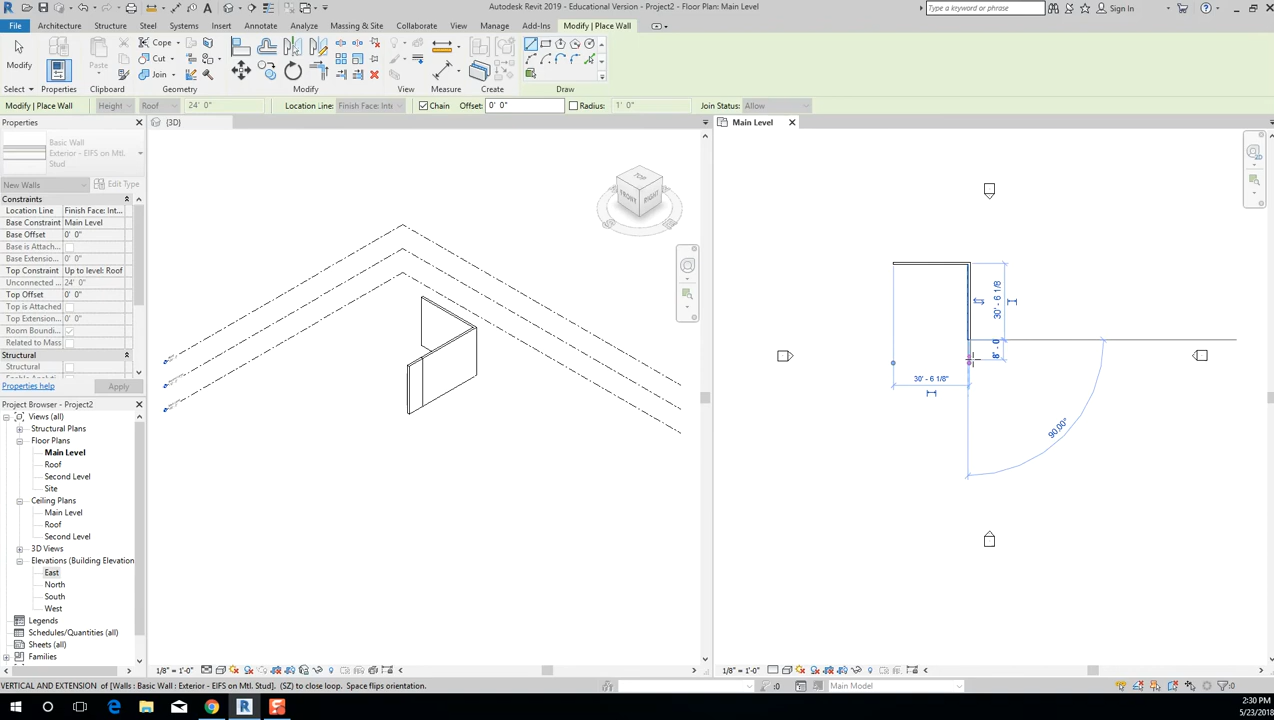 Autodesk Revit 2019 - Educational Version - Project2 - Floor Plan: Main Level
Type a keyword or phrase
Sign In
File Architecture Structure Steel Systems Insert Annotate Analyze Massing & Site Collaborate View Manage Add-Ins Modify | Place Wall
Modify
Paste
Cope
Cut
Join
Select Properties Clipboard Geometry Modify View Measure Create Draw
Modify | Place Wall Height Roof 24' 0" Location Line: Finish Face: Inte Chain Offset: 0' 0" Radius: 1' 0" Join Status: Allow
Properties
{3D}
Main Level
Basic Wall
Exterior - EIFS on Mtl.
Stud
New Walls
Edit Type
Constraints
Location Line Finish Face: Int...
Base Constraint Main Level
Base Offset 0' 0"
Base is Attach...
Base Extensio... 0' 0"
Top Constraint Up to level: Roof
Unconnected ... 24' 0"
Top Offset 0' 0"
Top is Attached
Top Extension... 0' 0"
Room Boundi...
Related to Mass
Structural
Structural
Properties help
Apply
TOP
FRONT
RIGHT
30' - 6 1/8
8' - 0
30' - 6 1/8"
90.00°
Project Browser - Project2
Views (all)
Structural Plans
Floor Plans
Main Level
Roof
Second Level
Site
Ceiling Plans
Main Level
Roof
Second Level
3D Views
Elevations (Building Elevation
East
North
South
West
Legends
Schedules/Quantities (all)
Sheets (all)
Families
1/8" = 1'-0"
1/8" = 1'-0"
VERTICAL AND EXTENSION of [Walls : Basic Wall : Exterior - EIFS on Mtl. Stud]. (SZ) to close loop. Space flips orientation.
:0
Main Model
:0
2:30 PM
5/23/2018